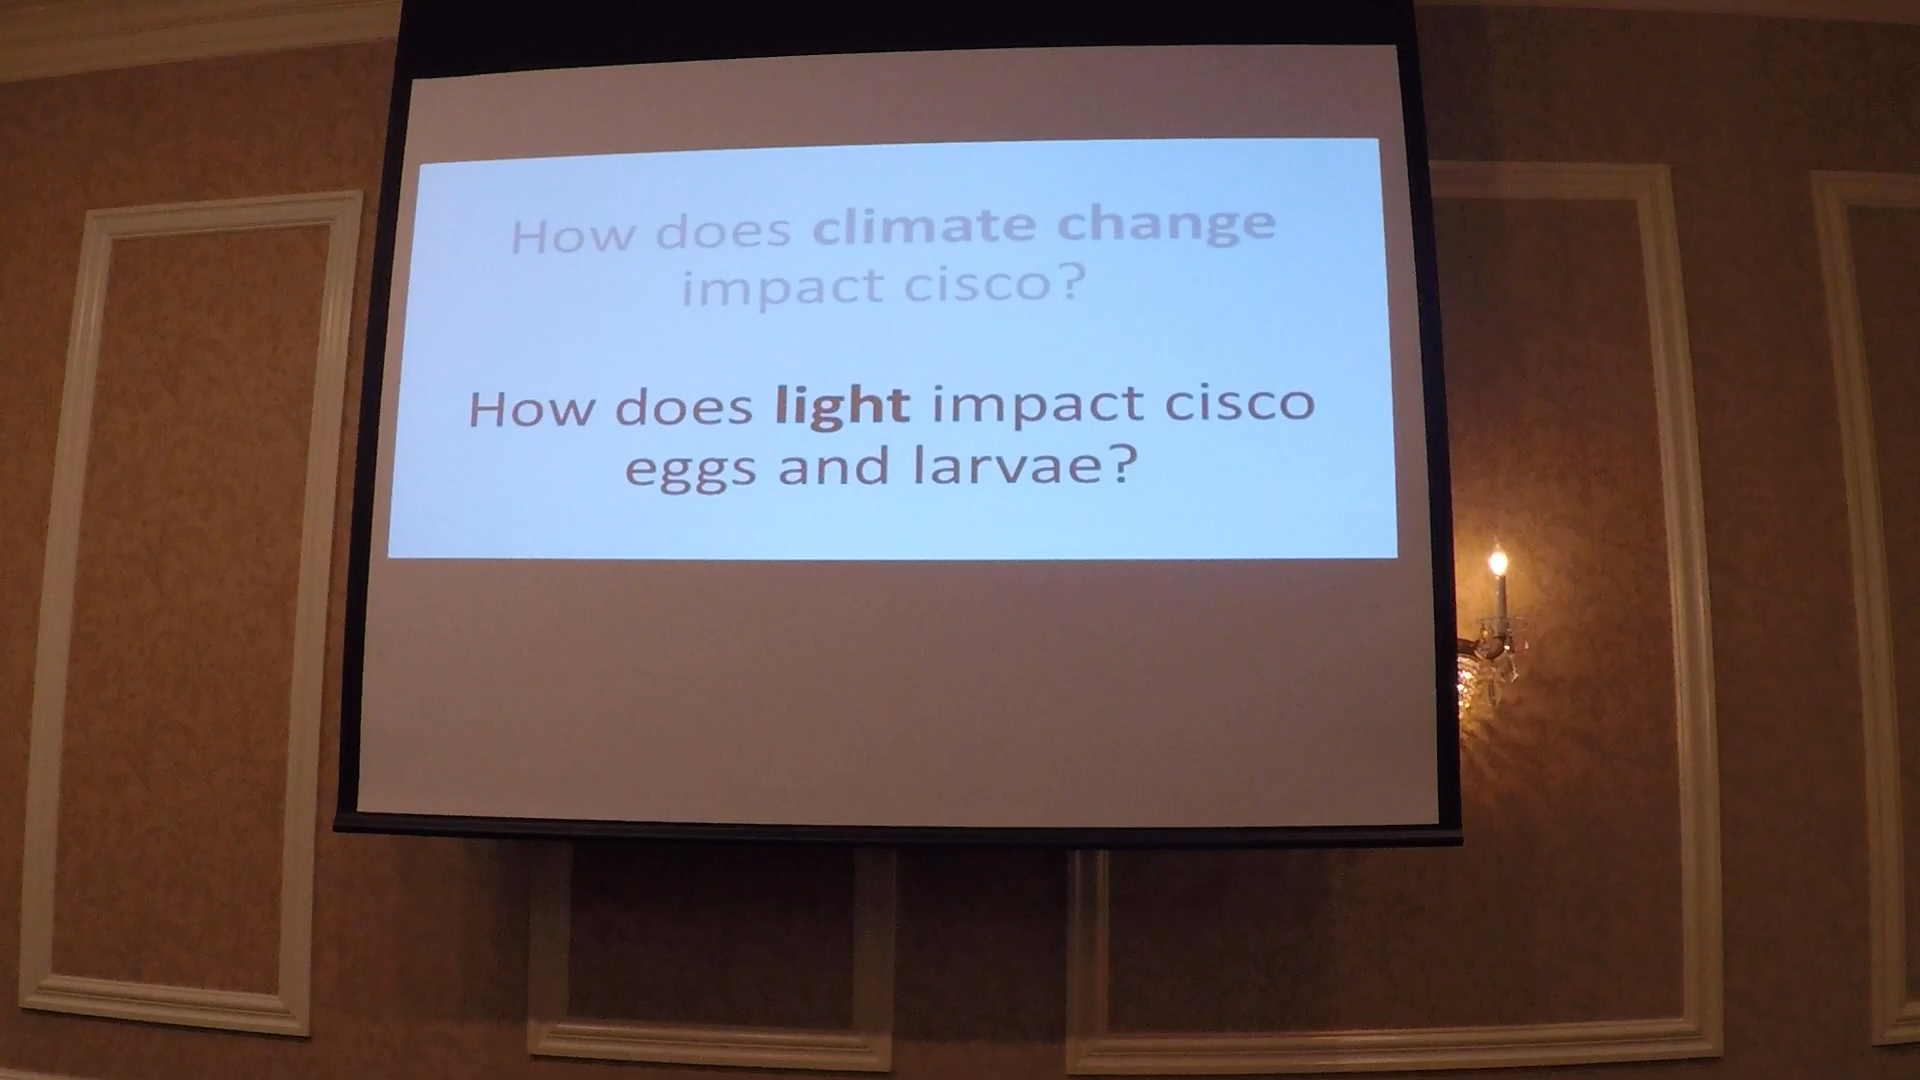 How does climate change
impact cisco?
How does light impact cisco
eggs and larvae?